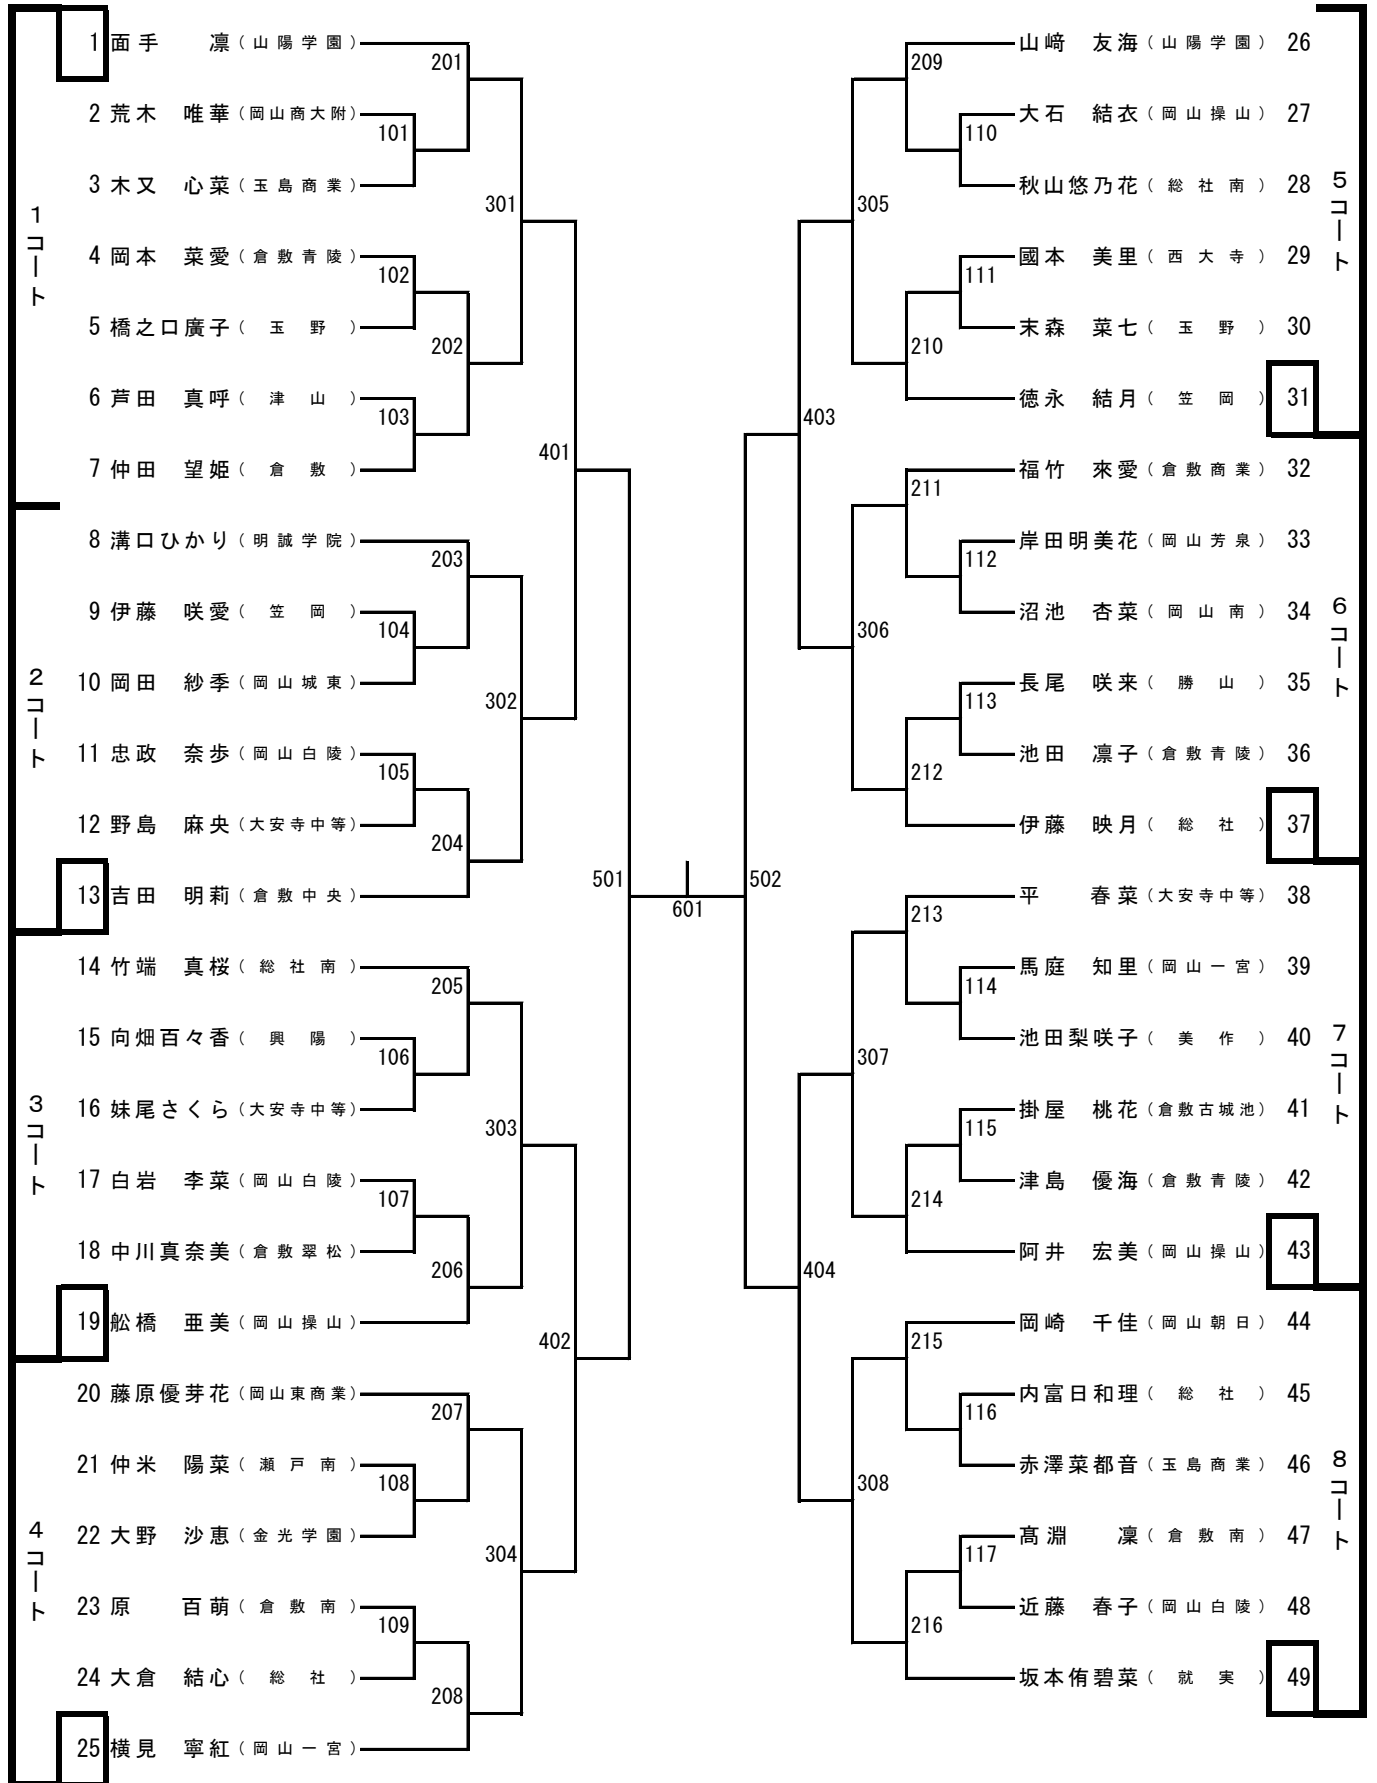 1コート
1 面手 凛（山陽学園）
201
2 荒木 唯華（岡山商大附）
101
3 木又 心菜（玉島商業）
301
4 岡本 菜愛（倉敷青陵）
102
5 橋之口廣子（玉野）
202
6 芦田 真呼（津山）
103
7 仲田 望姫（倉敷）
401
2コート
8 溝口ひかり（明誠学院）
203
9 伊藤 咲愛（笠岡）
104
10 岡田 紗季（岡山城東）
302
11 忠政 奈歩（岡山白陵）
105
12 野島 麻央（大安寺中等）
204
13 吉田 明莉（倉敷中央）
501
3コート
14 竹端 真桜（総社南）
205
15 向畑百々香（興陽）
106
16 妹尾さくら（大安寺中等）
303
17 白岩 李菜（岡山白陵）
107
18 中川真奈美（倉敷翠松）
206
19 舩橋 亜美（岡山操山）
402
4コート
20 藤原優芽花（岡山東商業）
207
21 仲米 陽菜（瀬戸南）
108
22 大野 沙恵（金光学園）
304
23 原 百萌（倉敷南）
109
24 大倉 結心（総社）
208
25 横見 寧紅（岡山一宮）
601
502
山﨑 友海（山陽学園） 26
209
大石 結衣（岡山操山） 27
110
秋山悠乃花（総社南） 28
5コート
305
國本 美里（西大寺） 29
111
末森 菜七（玉野） 30
210
徳永 結月（笠岡） 31
403
福竹 來愛（倉敷商業） 32
211
岸田明美花（岡山芳泉） 33
112
沼池 杏菜（岡山南） 34
6コート
306
長尾 咲来（勝山） 35
113
池田 凛子（倉敷青陵） 36
212
伊藤 映月（総社） 37
平 春菜（大安寺中等） 38
213
馬庭 知里（岡山一宮） 39
114
池田梨咲子（美作） 40
7コート
307
掛屋 桃花（倉敷古城池） 41
115
津島 優海（倉敷青陵） 42
214
阿井 宏美（岡山操山） 43
404
岡崎 千佳（岡山朝日） 44
215
内富日和理（総社） 45
116
赤澤菜都音（玉島商業） 46
8コート
308
髙淵 凜（倉敷南） 47
117
近藤 春子（岡山白陵） 48
216
坂本侑碧菜（就実） 49